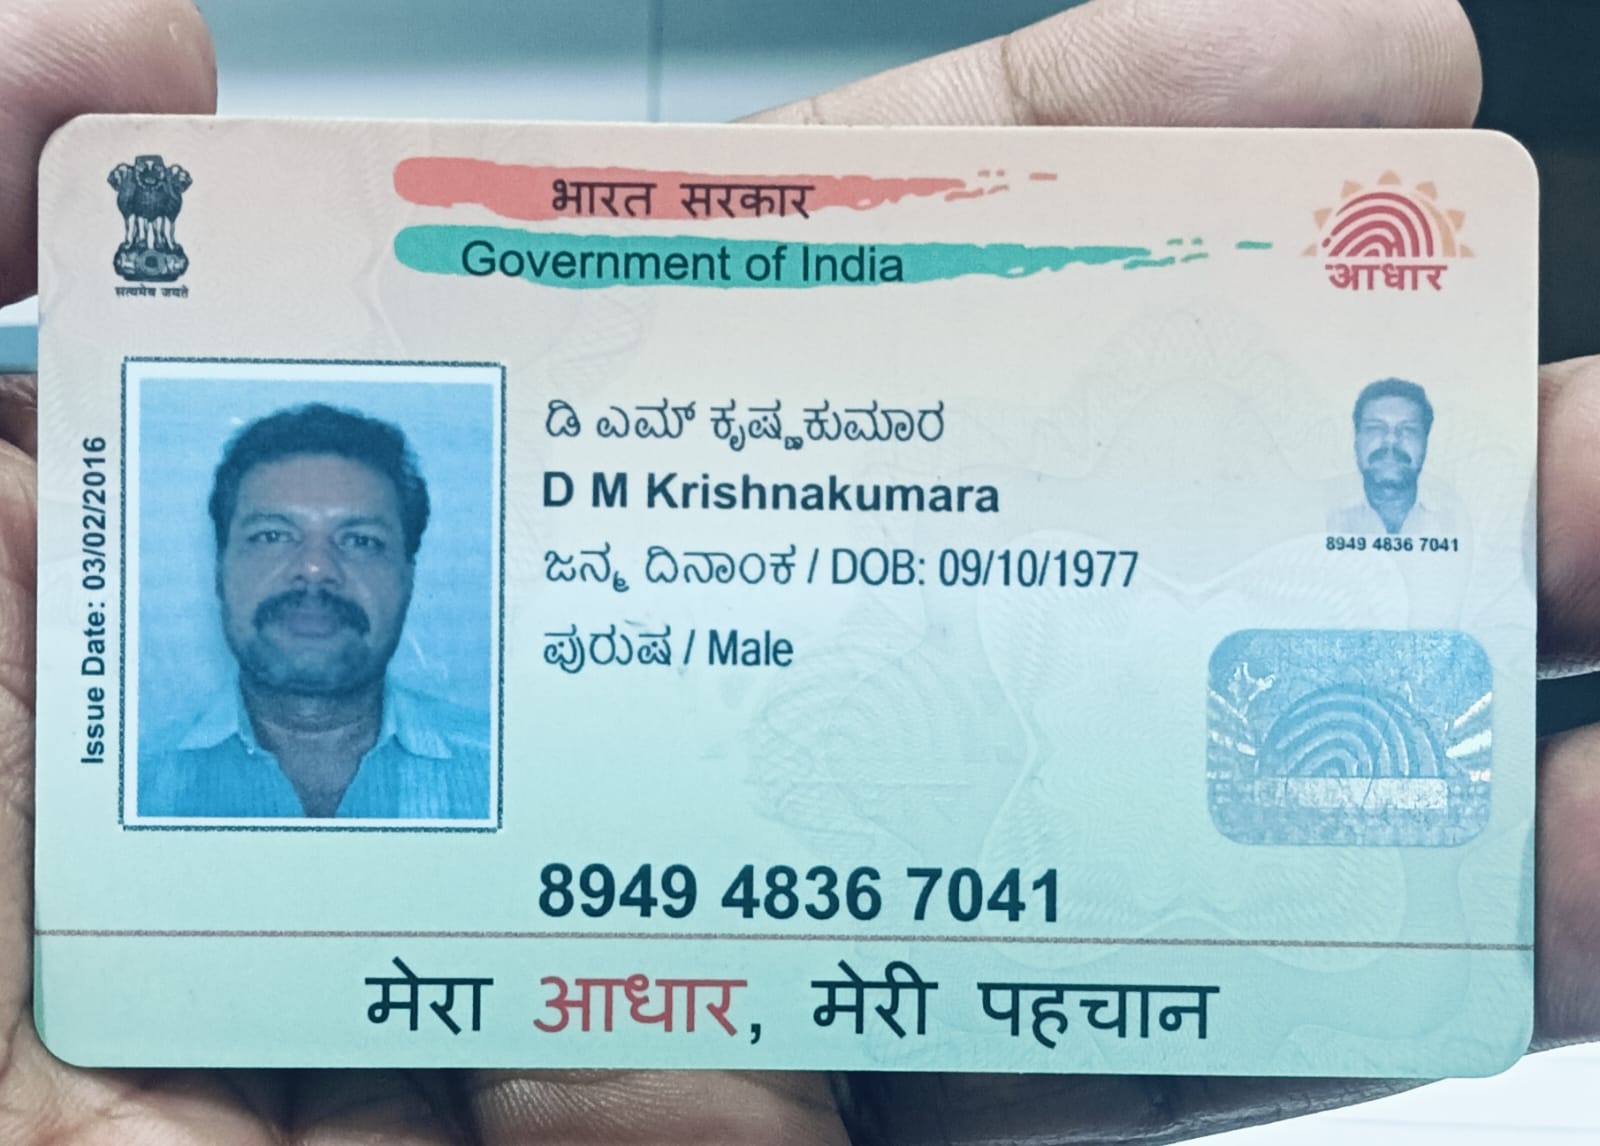 सत्यमेव जयते
भारत सरकार
Government of India
आधार
Issue Date: 03/02/2016
ಡಿ ಎಮ್ ಕೃಷ್ಣಕುಮಾರ
D M Krishnakumara
ಜನ್ಮ ದಿನಾಂಕ / DOB: 09/10/1977
ಪುರುಷ / Male
8949 4836 7041
8949 4836 7041
मेरा आधार, मेरी पहचान